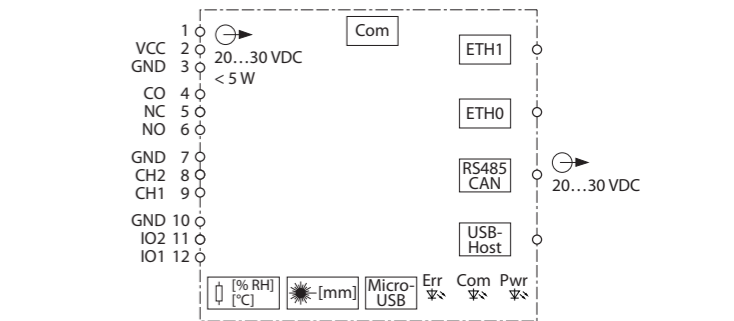 1
VCC 2
GND 3
20…30 VDC
< 5 W
CO 4
NC 5
NO 6
GND 7
CH2 8
CH1 9
GND 10
IO2 11
IO1 12
Com
ETH1
ETH0
RS485
CAN
20…30 VDC
USB-
Host
[% RH]
[°C]
[mm]
Micro-
USB
Err Com Pwr